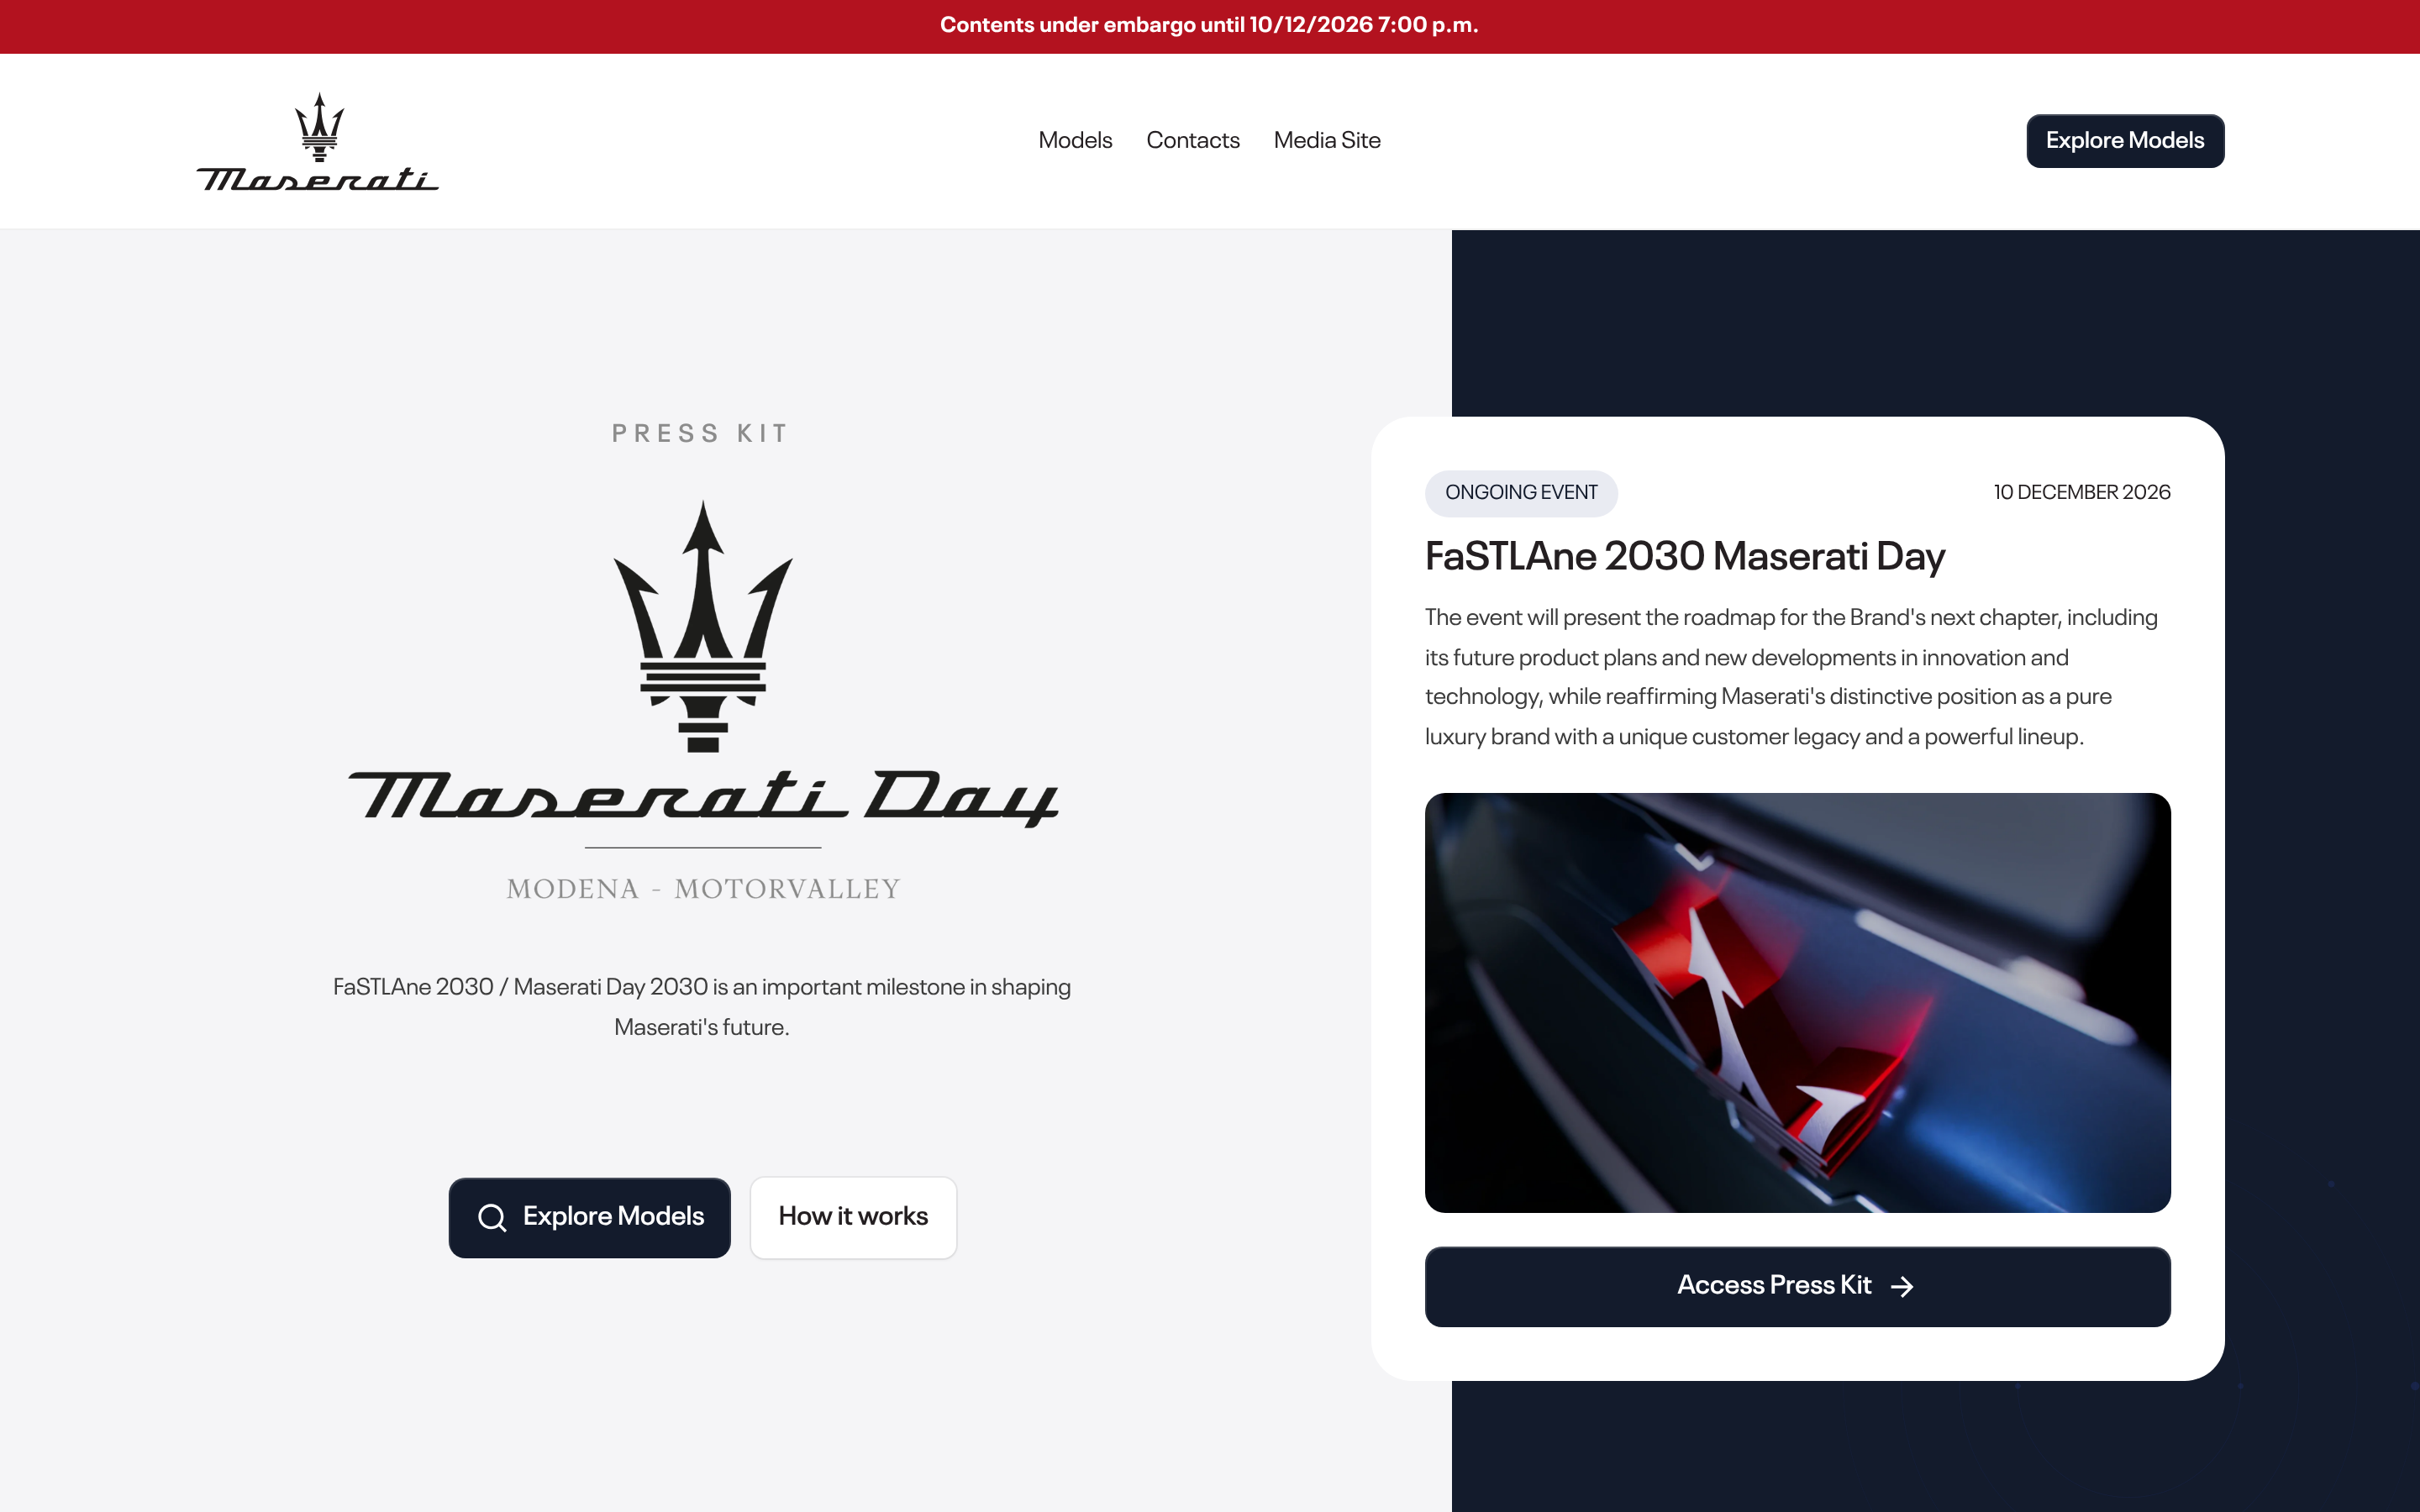 Contents under embargo until 10/12/2026 7:00 p.m.
Maserati
Models
Contacts
Media Site
Explore Models
PRESS KIT
Maserati Day
MODENA - MOTORVALLEY
FaSTLAne 2030 / Maserati Day 2030 is an important milestone in shaping
Maserati's future.
Explore Models
How it works
ONGOING EVENT
10 DECEMBER 2026
FaSTLAne 2030 Maserati Day
The event will present the roadmap for the Brand's next chapter, including
its future product plans and new developments in innovation and
technology, while reaffirming Maserati's distinctive position as a pure
luxury brand with a unique customer legacy and a powerful lineup.
Access Press Kit